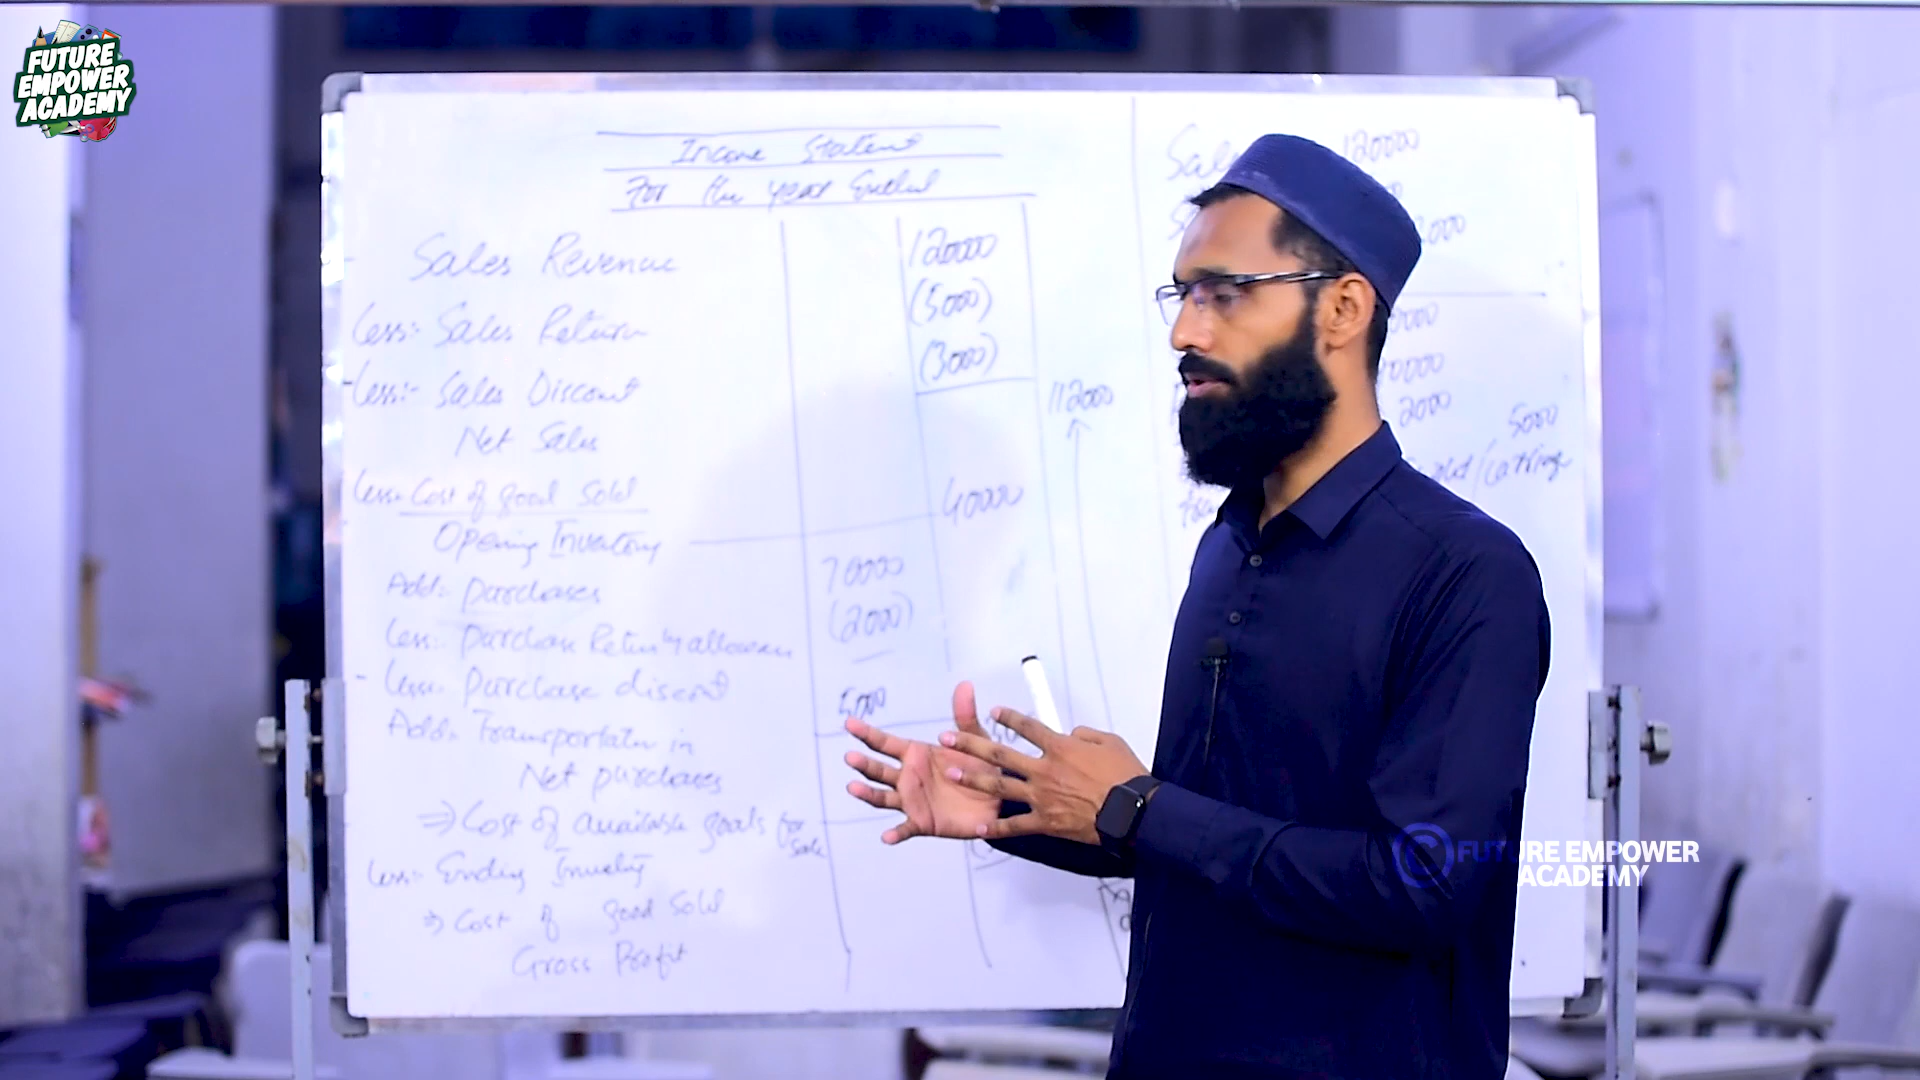 FUTURE
EMPOWER
ACADEMY
Income Statement
For the year Ended
Sales Revenue 120000
Less:- Sales Return (5000)
Less:- Sales Discount (3000)
Net Sales 112000
Less:- Cost of good Sold
Opening Inventory 40000
Add:- purchases 70000
Less:- purchase Return & allowances (2000)
Less:- purchase discount
Add:- Transportation in 5000
Net purchases
⇒ Cost of available goods for sale
Less:- Ending Inventory
⇒ Cost of good Sold
Gross Profit
120000
2000
5000
FUTURE EMPOWER
ACADEMY